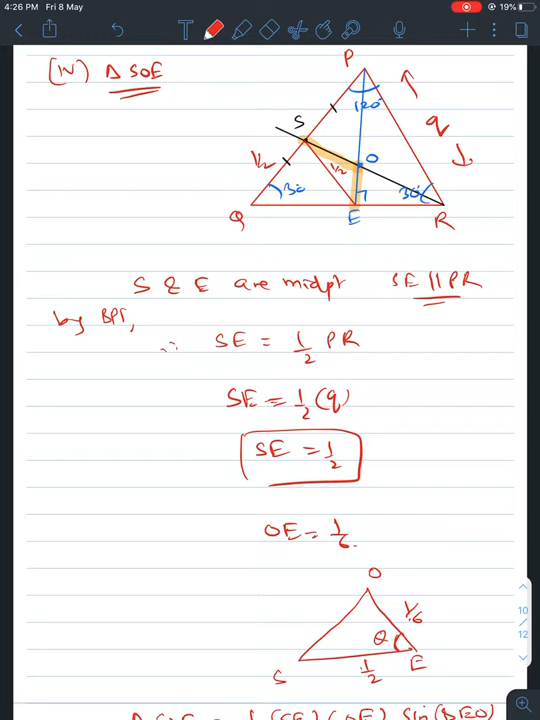 4:26 PM Fri 8 May
19%
(iv) Δ SOE
P
120°
S
q
O
1/2
1/2
30°
30°
Q
E
R
S & E are midpt SE || PR
by BPT,
∴ SE = 1/2 PR
SE = 1/2 (q)
SE = 1/2
OE = 1/6.
O
1/6
θ
S
1/2
E
10
/
12